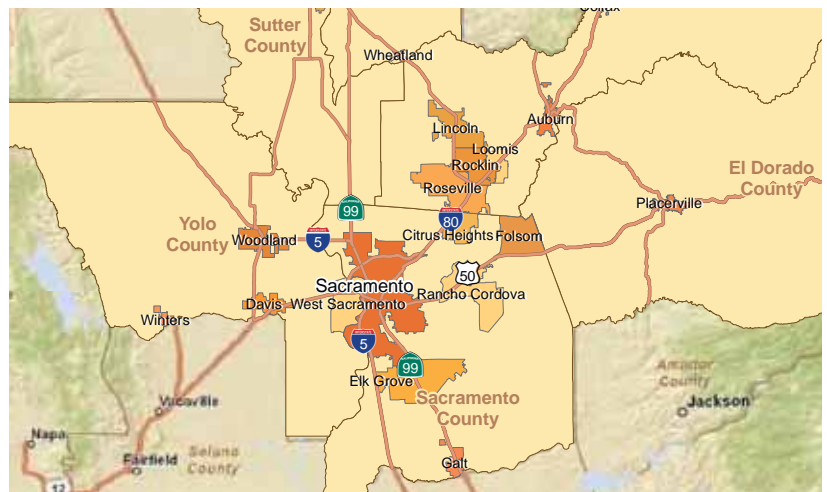 Colfax
Sutter
County
Wheatland
Lincoln
Auburn
Loomis
Rocklin
El Dorado
County
Roseville
Placerville
99
80
Yolo
County
Woodland
5
Citrus Heights
Folsom
50
Sacramento
Rancho Cordova
Davis
West Sacramento
Winters
5
99
Elk Grove
Amador
County
Sacramento
County
Vacaville
Jackson
Napa
Fairfield
Solano
County
Galt
12